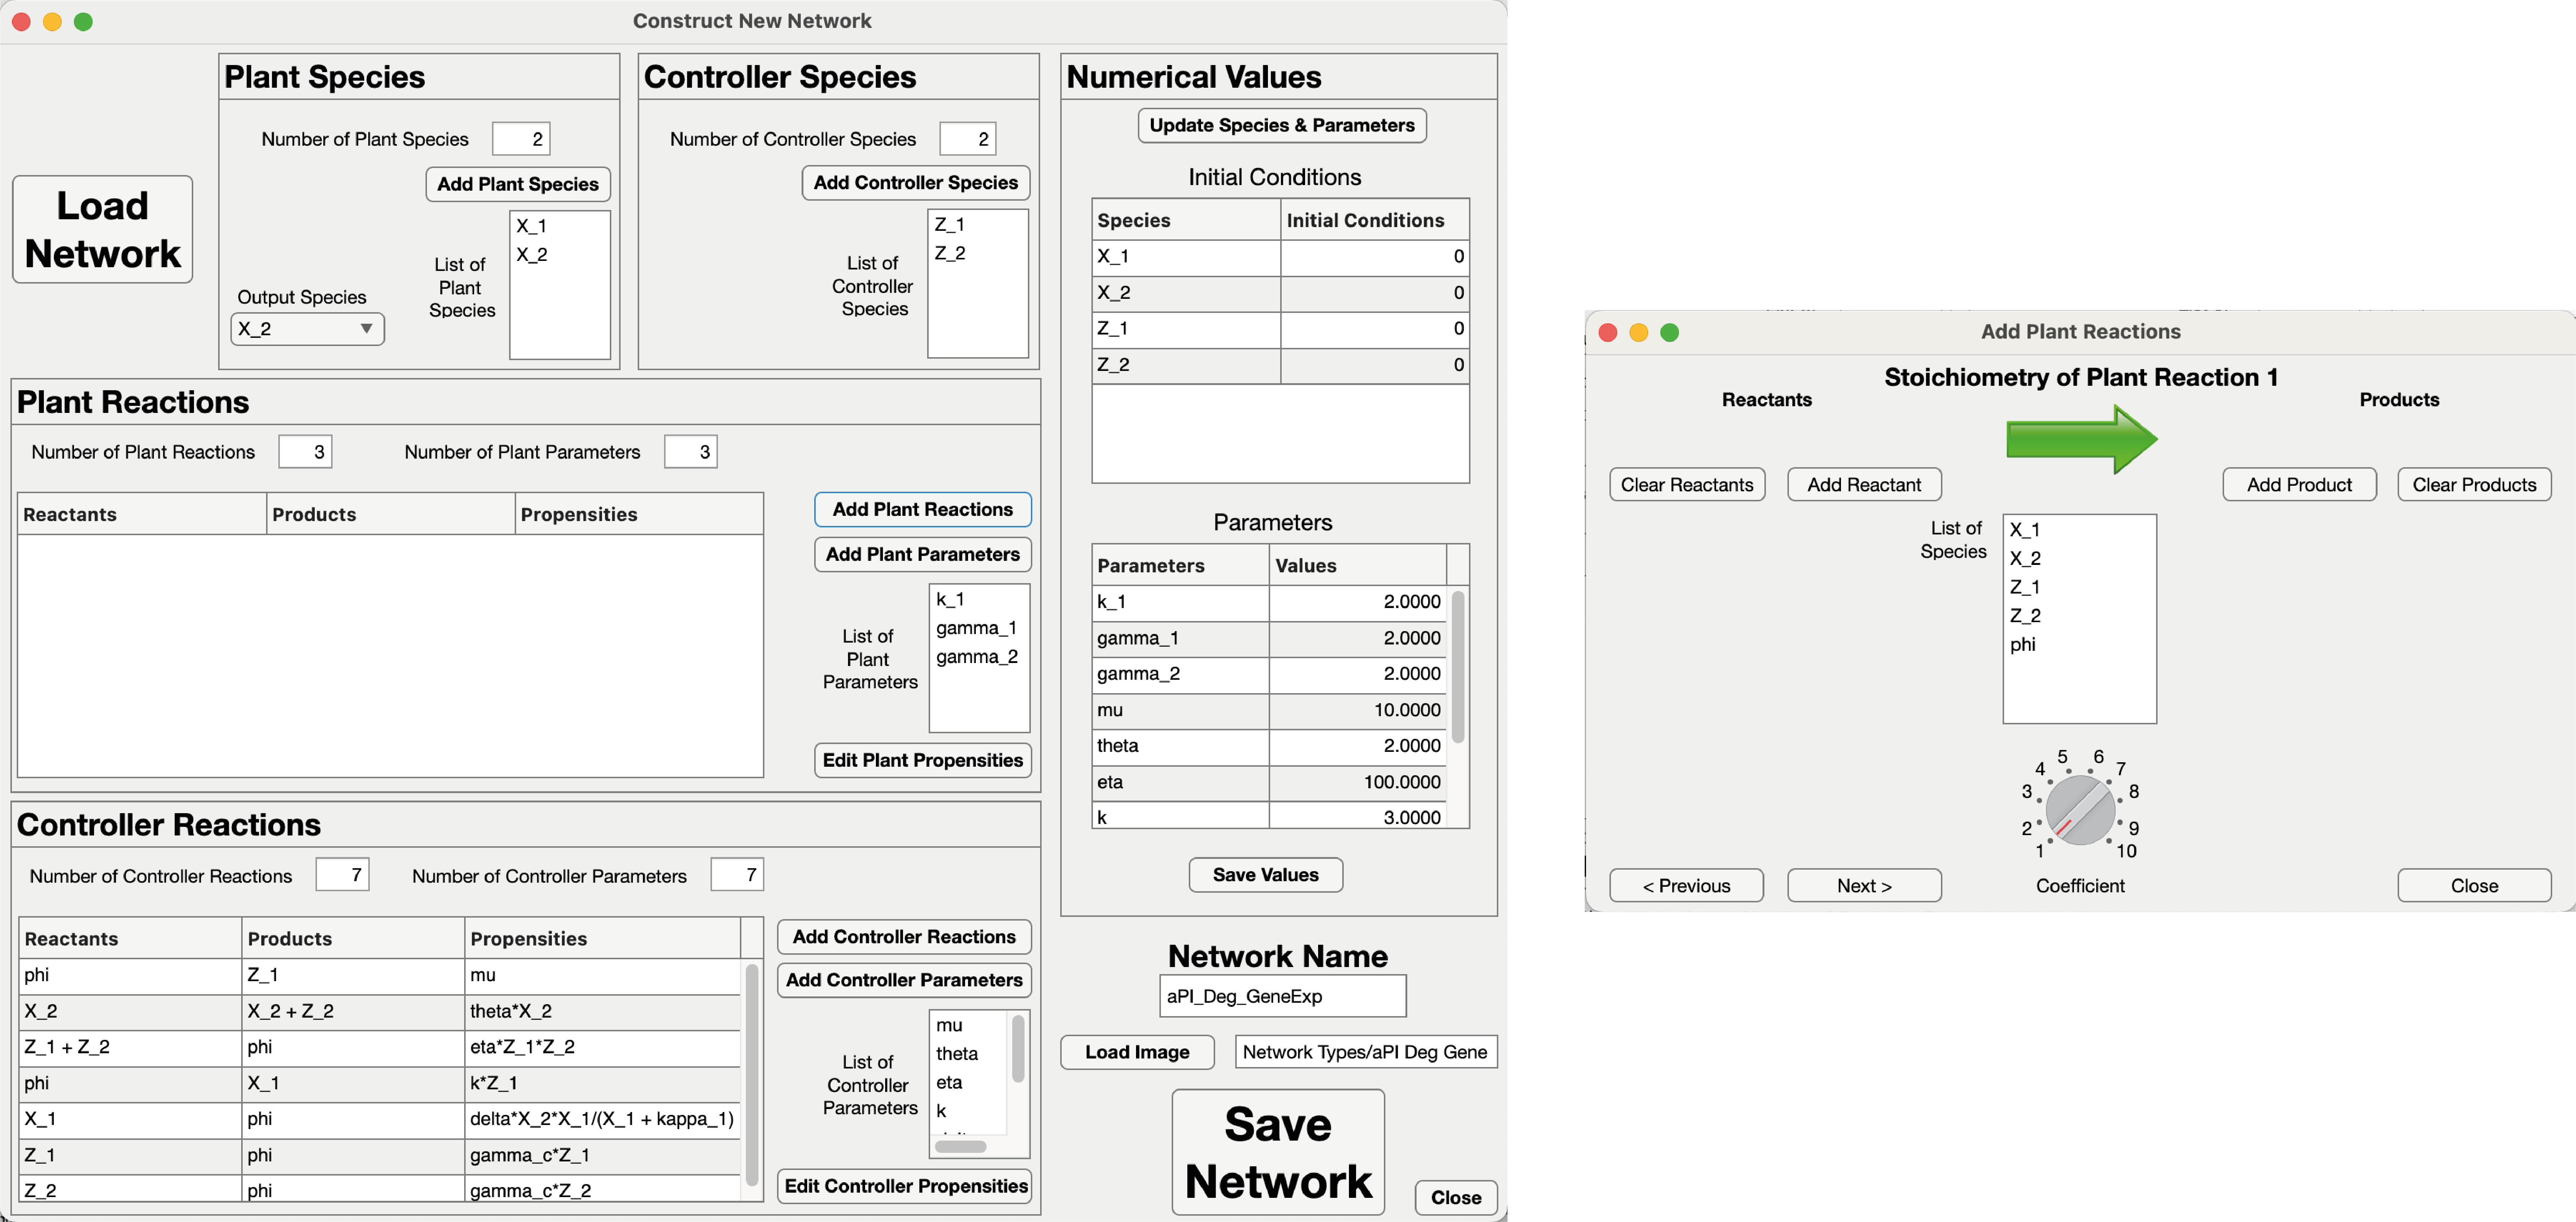 Construct New Network
Load
Network
Plant Species
Number of Plant Species 2
Add Plant Species
List of
Plant
Species
X_1
X_2
Output Species
X_2
Controller Species
Number of Controller Species 2
Add Controller Species
List of
Controller
Species
Z_1
Z_2
Plant Reactions
Number of Plant Reactions 3 Number of Plant Parameters 3
Reactants Products Propensities
Add Plant Reactions
Add Plant Parameters
List of
Plant
Parameters
k_1
gamma_1
gamma_2
Edit Plant Propensities
Controller Reactions
Number of Controller Reactions 7 Number of Controller Parameters 7
Reactants Products Propensities
phi Z_1 mu
X_2 X_2 + Z_2 theta*X_2
Z_1 + Z_2 phi eta*Z_1*Z_2
phi X_1 k*Z_1
X_1 phi delta*X_2*X_1/(X_1 + kappa_1)
Z_1 phi gamma_c*Z_1
Z_2 phi gamma_c*Z_2
Add Controller Reactions
Add Controller Parameters
List of
Controller
Parameters
mu
theta
eta
k
Edit Controller Propensities
Numerical Values
Update Species & Parameters
Initial Conditions
Species Initial Conditions
X_1 0
X_2 0
Z_1 0
Z_2 0
Parameters
Parameters Values
k_1 2.0000
gamma_1 2.0000
gamma_2 2.0000
mu 10.0000
theta 2.0000
eta 100.0000
k 3.0000
Save Values
Network Name
aPI_Deg_GeneExp
Load Image Network Types/aPI Deg Gene
Save
Network
Close
Add Plant Reactions
Stoichiometry of Plant Reaction 1
Reactants Products
Clear Reactants Add Reactant Add Product Clear Products
List of
Species
X_1
X_2
Z_1
Z_2
phi
1 2 3 4 5 6 7 8 9 10
Coefficient
< Previous Next > Close